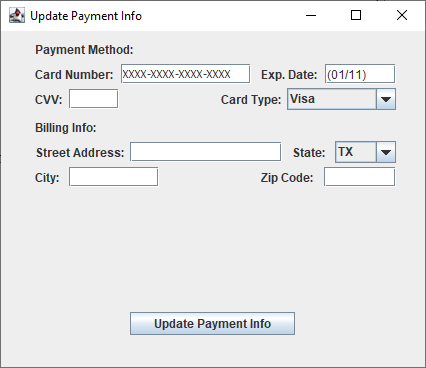 Update Payment Info
Payment Method:
Card Number: XXXX-XXXX-XXXX-XXXX Exp. Date: (01/11)
CVV: Card Type: Visa
Billing Info:
Street Address: State: TX
City: Zip Code:
Update Payment Info